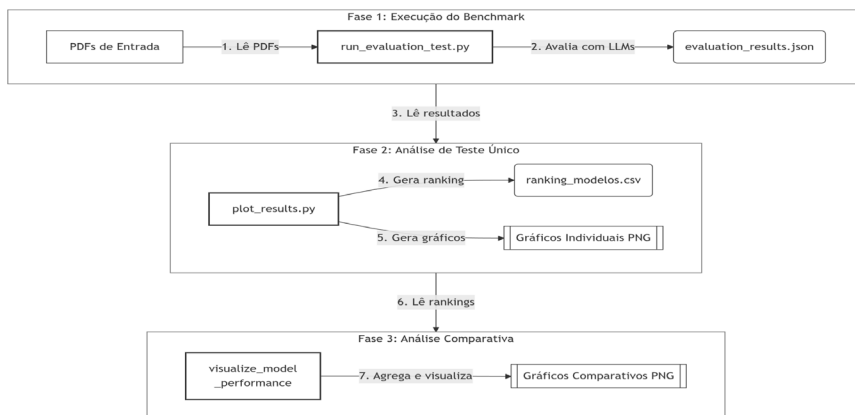 Fase 1: Execução do Benchmark
PDFs de Entrada
1. Lê PDFs
run_evaluation_test.py
2. Avalia com LLMs
evaluation_results.json
3. Lê resultados
Fase 2: Análise de Teste Único
plot_results.py
4. Gera ranking
ranking_modelos.csv
5. Gera gráficos
Gráficos Individuais PNG
6. Lê rankings
Fase 3: Análise Comparativa
visualize_model
_performance
7. Agrega e visualiza
Gráficos Comparativos PNG